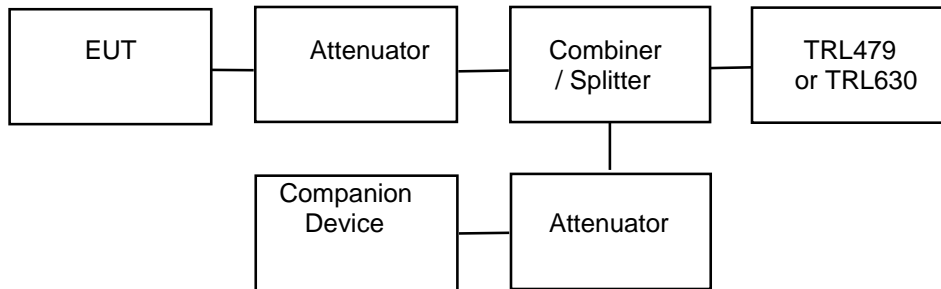 EUT
Attenuator
Combiner
/ Splitter
TRL479
or TRL630
Companion
Device
Attenuator